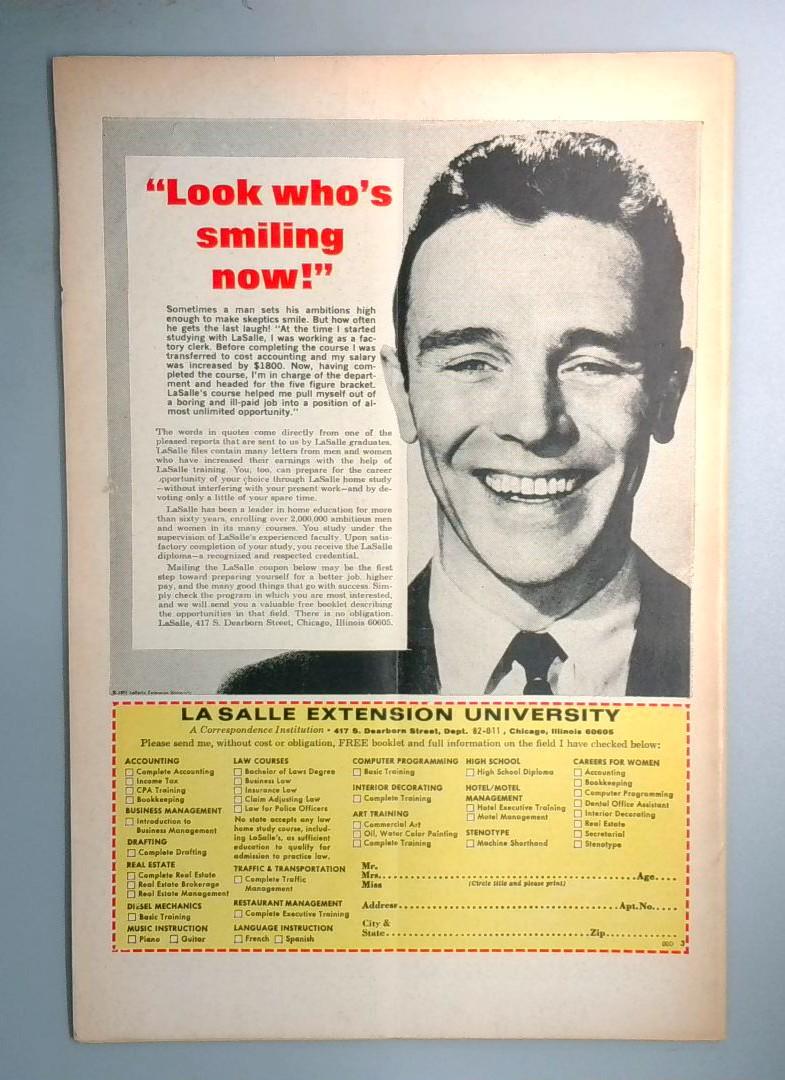 “Look who’s
smiling
now!”
Sometimes a man sets his ambitions high
enough to make skeptics smile. But how often
he gets the last laugh! “At the time I started
studying with LaSalle, I was working as a fac-
tory clerk. Before completing the course I was
transferred to cost accounting and my salary
was increased by $1800. Now, having com-
pleted the course, I’m in charge of the depart-
ment and headed for the five figure bracket.
LaSalle’s course helped me pull myself out of
a boring and ill-paid job into a position of al-
most unlimited opportunity.”
The words in quotes come directly from one of the
pleased reports that are sent to us by LaSalle graduates.
LaSalle files contain many letters from men and women
who have increased their earnings with the help of
LaSalle training. You, too, can prepare for the career
opportunity of your choice through LaSalle home study
—without interfering with your present work—and by de-
voting only a little of your spare time.
LaSalle has been a leader in home education for more
than sixty years, enrolling over 2,000,000 ambitious men
and women in its many courses. You study under the
supervision of LaSalle’s experienced faculty. Upon satis-
factory completion of your study, you receive the LaSalle
diploma—a recognized and respected credential.
Mailing the LaSalle coupon below may be the first
step toward preparing yourself for a better job, higher
pay, and the many good things that go with success. Sim-
ply check the program in which you are most interested,
and we will send you a valuable free booklet describing
the opportunities in that field. There is no obligation.
LaSalle, 417 S. Dearborn Street, Chicago, Illinois 60605.
LaSalle Extension University
LA SALLE EXTENSION UNIVERSITY
A Correspondence Institution • 417 S. Dearborn Street, Dept. 82-011, Chicago, Illinois 60605
Please send me, without cost or obligation, FREE booklet and full information on the field I have checked below:
ACCOUNTING
Complete Accounting
Income Tax
CPA Training
Bookkeeping
BUSINESS MANAGEMENT
Introduction to
Business Management
DRAFTING
Complete Drafting
REAL ESTATE
Complete Real Estate
Real Estate Brokerage
Real Estate Management
DIESEL MECHANICS
Basic Training
MUSIC INSTRUCTION
Piano Guitar
LAW COURSES
Bachelor of Laws Degree
Business Law
Insurance Law
Claim Adjusting Law
Law for Police Officers
No state accepts any law
home study course, includ-
ing LaSalle’s, as sufficient
education to qualify for
admission to practice law.
TRAFFIC & TRANSPORTATION
Complete Traffic
Management
RESTAURANT MANAGEMENT
Complete Executive Training
LANGUAGE INSTRUCTION
French Spanish
COMPUTER PROGRAMMING
Basic Training
INTERIOR DECORATING
Complete Training
ART TRAINING
Commercial Art
Oil, Water Color Painting
Complete Training
HIGH SCHOOL
High School Diploma
HOTEL/MOTEL
MANAGEMENT
Hotel Executive Training
Motel Management
STENOTYPE
Machine Shorthand
CAREERS FOR WOMEN
Accounting
Bookkeeping
Computer Programming
Dental Office Assistant
Interior Decorating
Real Estate
Secretarial
Stenotype
Mr.
Mrs. Age
Miss (Circle title and please print)
Address Apt.No.
City &
State Zip
3